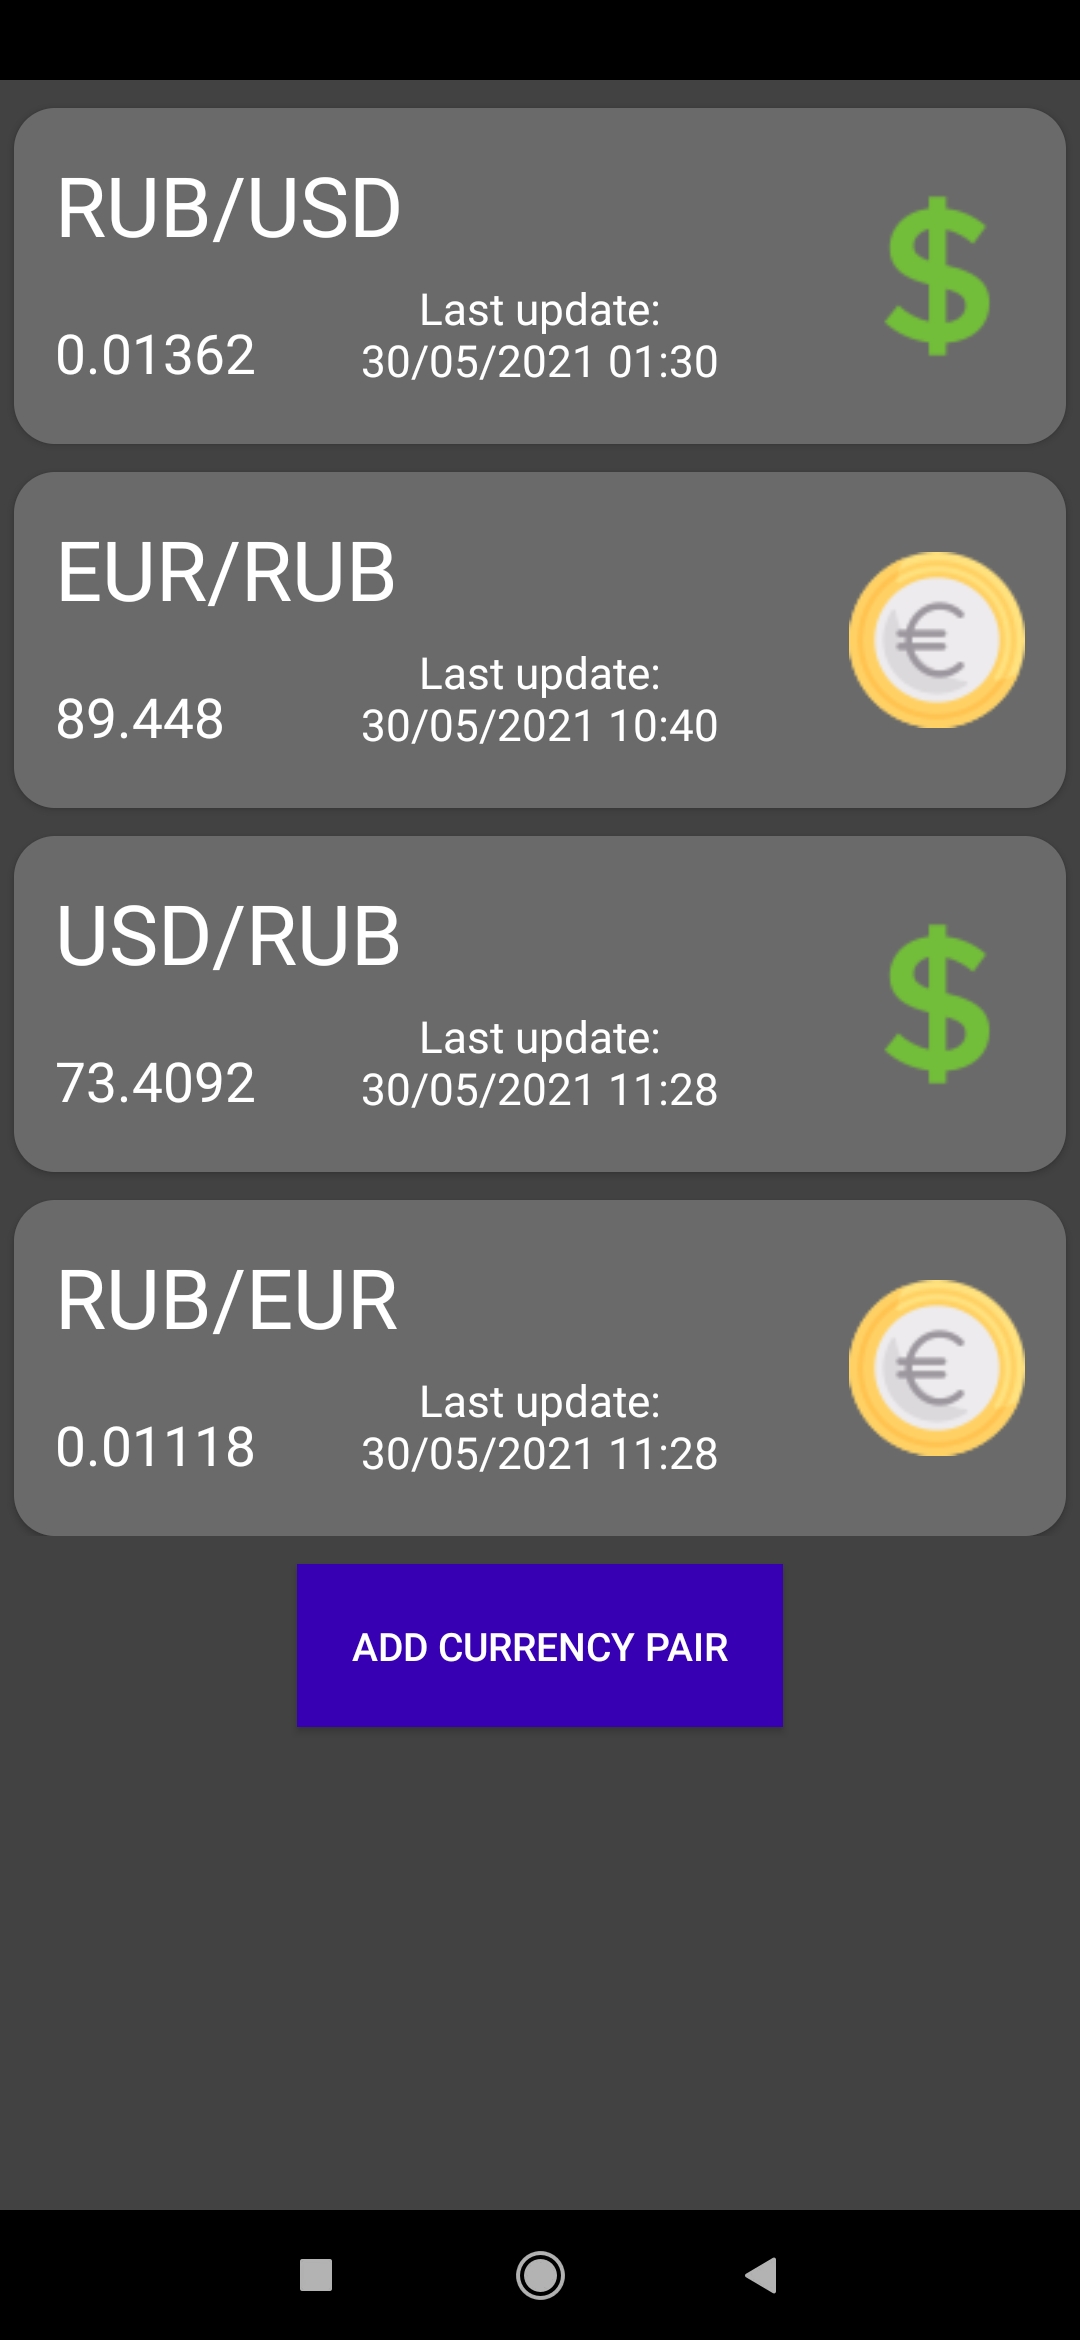 RUB/USD
0.01362
Last update:
30/05/2021 01:30
$
EUR/RUB
89.448
Last update:
30/05/2021 10:40
€
USD/RUB
73.4092
Last update:
30/05/2021 11:28
$
RUB/EUR
0.01118
Last update:
30/05/2021 11:28
€
ADD CURRENCY PAIR